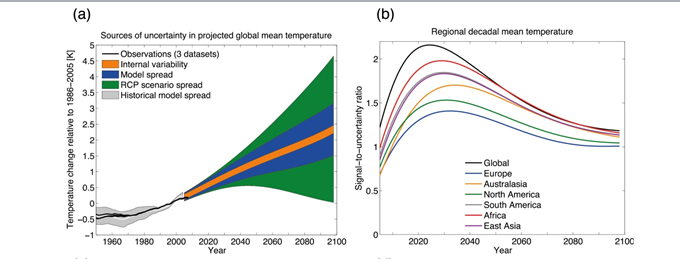 (a)
Sources of uncertainty in projected global mean temperature
Temperature change relative to 1986–2005 [K]
5
4.5
4
3.5
3
2.5
2
1.5
1
0.5
0
−0.5
−1
Observations (3 datasets)
Internal variability
Model spread
RCP scenario spread
Historical model spread
1960 1980 2000 2020 2040 2060 2080 2100
Year
(b)
Regional decadal mean temperature
Signal−to−uncertainty ratio
2
1.5
1
0.5
0
Global
Europe
Australasia
North America
South America
Africa
East Asia
2020 2040 2060 2080 2100
Year